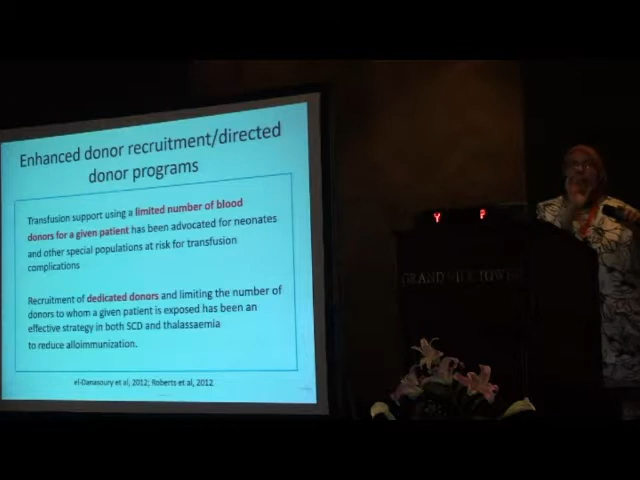 Enhanced donor recruitment/directed
donor programs
Transfusion support using a limited number of blood
donors for a given patient has been advocated for neonates
and other special populations at risk for transfusion
complications
Recruitment of dedicated donors and limiting the number of
donors to whom a given patient is exposed has been an
effective strategy in both SCD and thalassaemia
to reduce alloimmunization.
el-Danasoury et al, 2012; Roberts et al, 2012
Y P
GRAND NILE TOWER